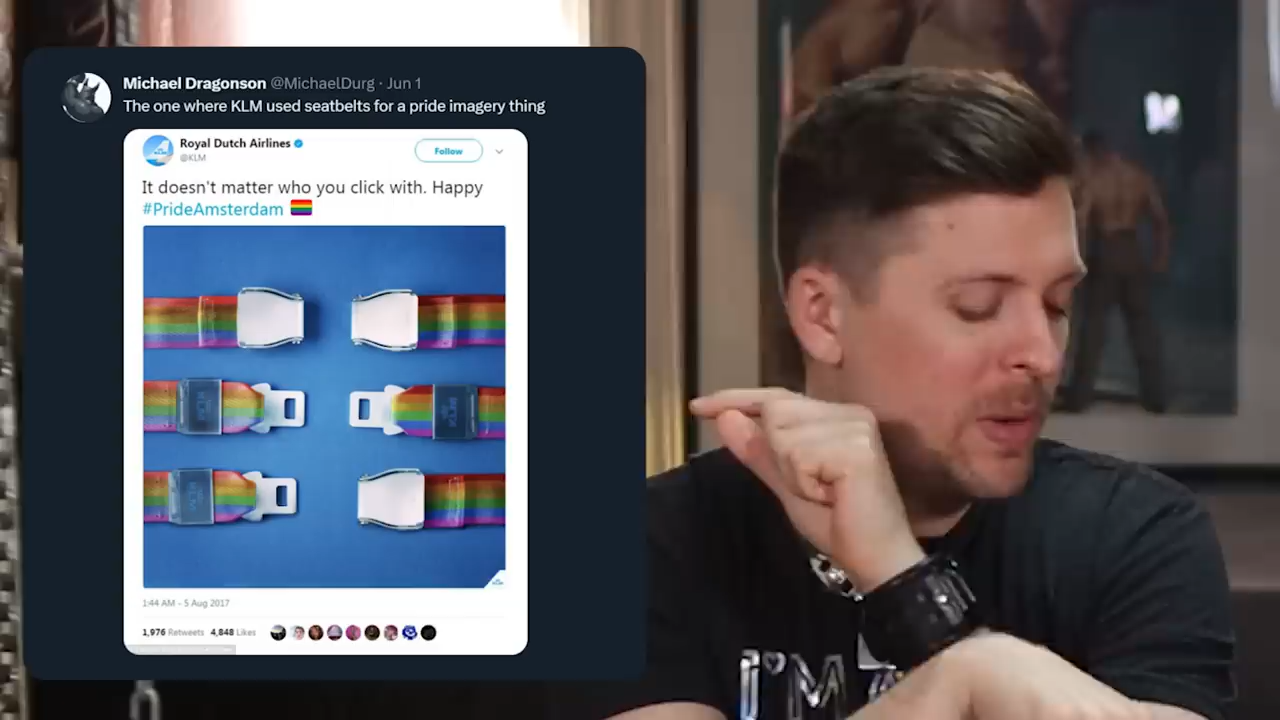 Michael Dragonson @MichaelDurg · Jun 1
The one where KLM used seatbelts for a pride imagery thing
Royal Dutch Airlines
@KLM
Follow
It doesn't matter who you click with. Happy
#PrideAmsterdam
1:44 AM - 5 Aug 2017
1,976 Retweets 4,848 Likes
I'M